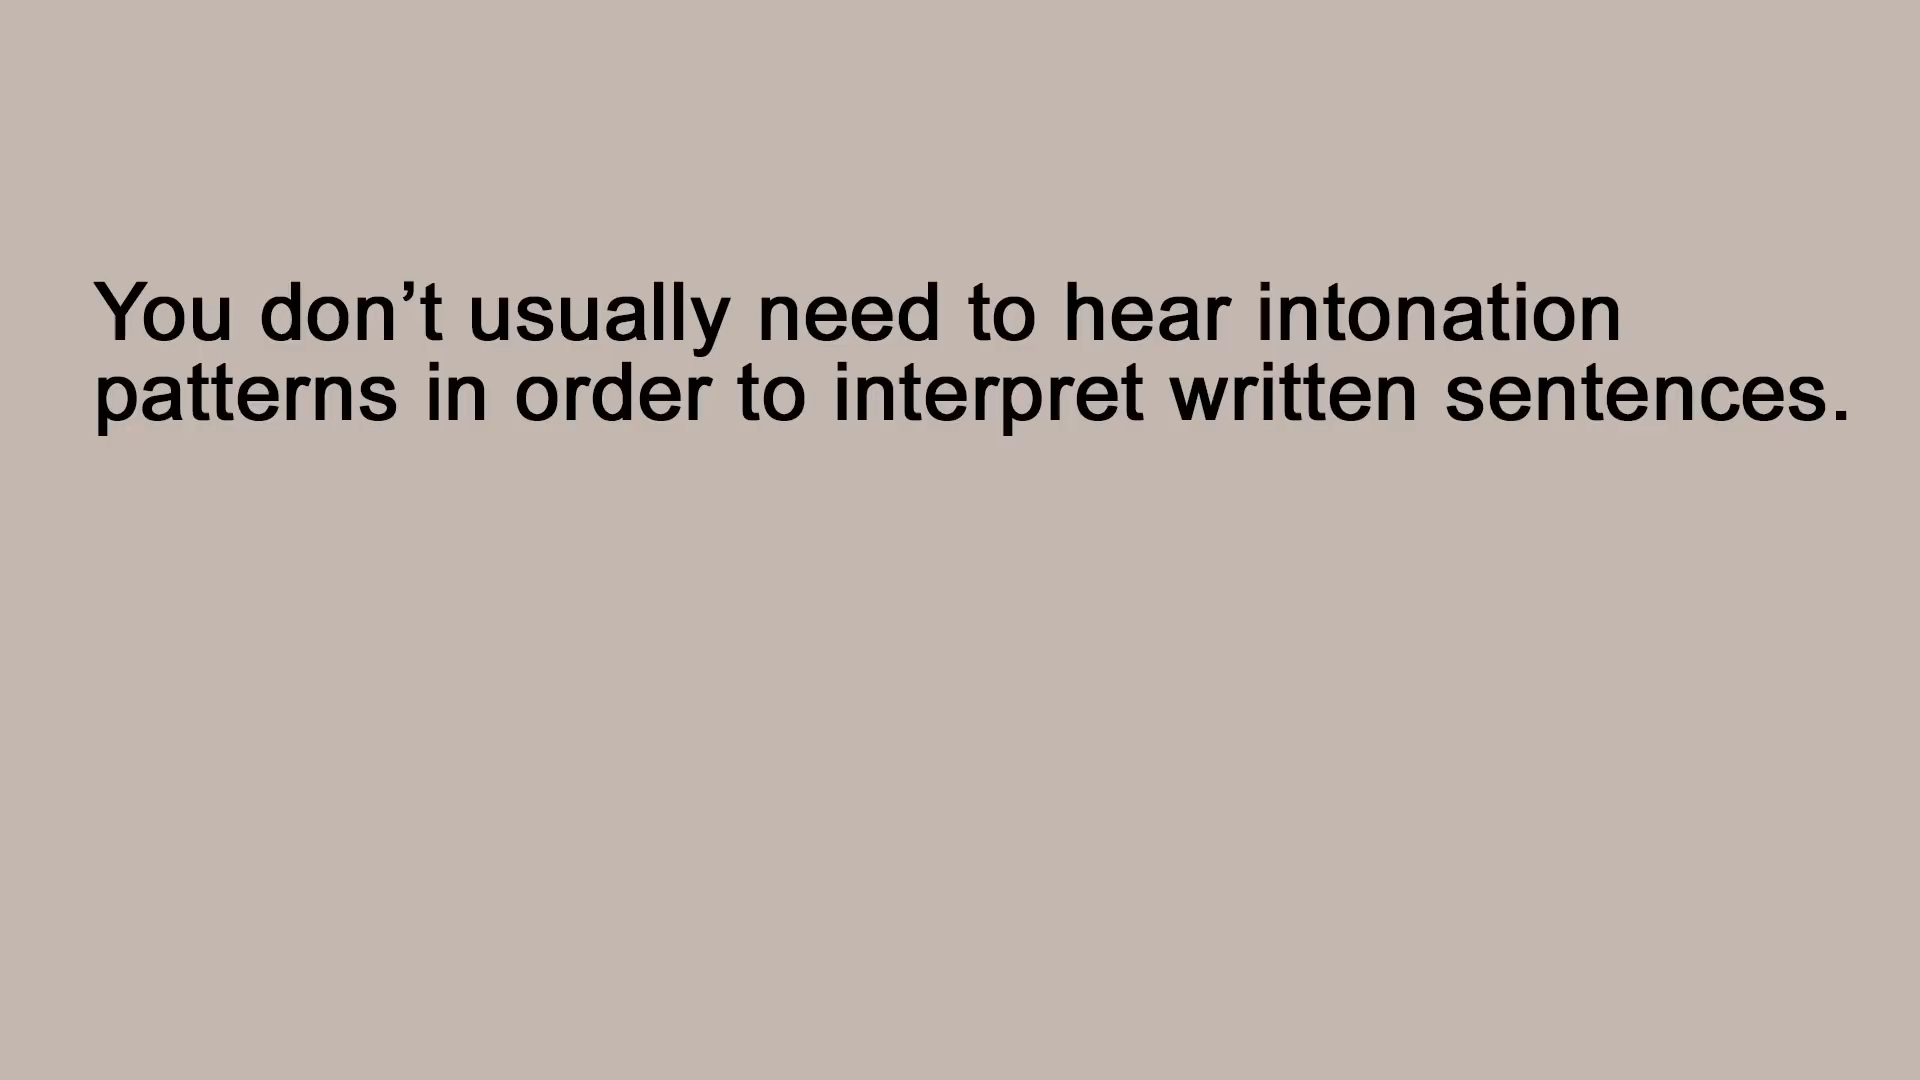 You don’t usually need to hear intonation
patterns in order to interpret written sentences.